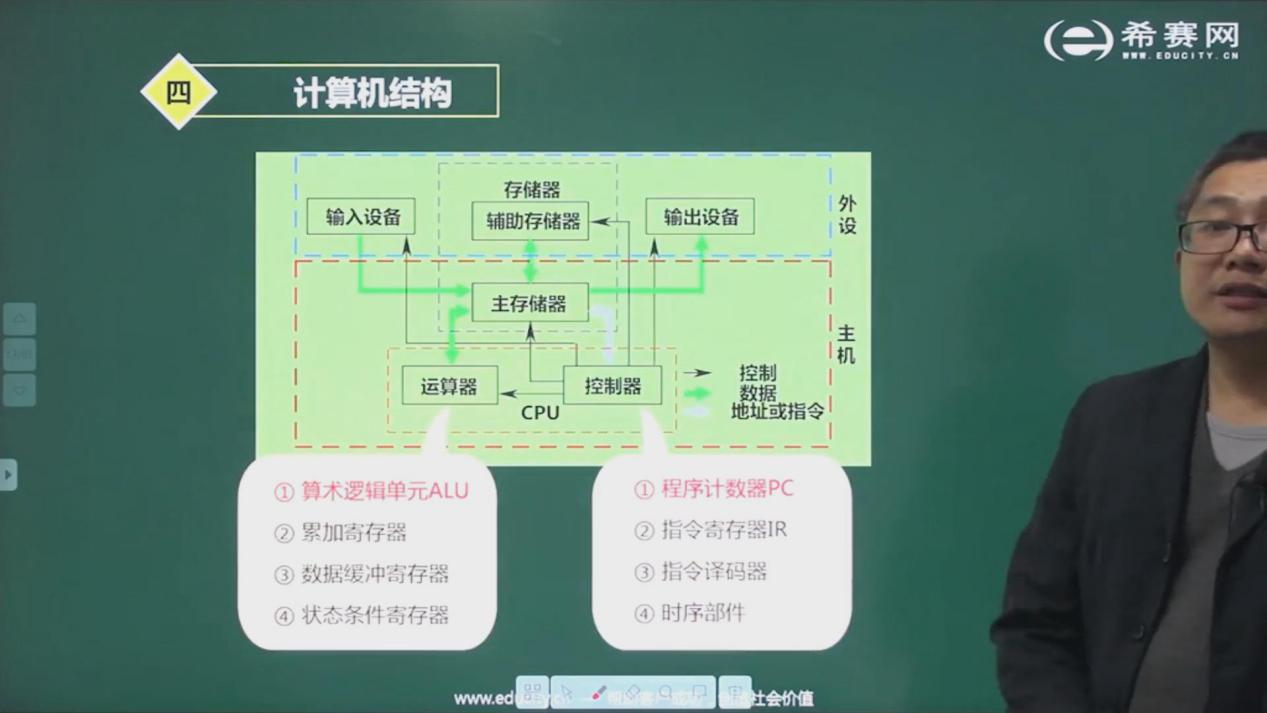 希赛网
WWW.EDUCITY.CN
四
计算机结构
存储器
输入设备
辅助存储器
输出设备
外设
主存储器
主机
运算器
控制器
CPU
控制
数据
地址或指令
① 算术逻辑单元ALU
② 累加寄存器
③ 数据缓冲寄存器
④ 状态条件寄存器
① 程序计数器PC
② 指令寄存器IR
③ 指令译码器
④ 时序部件
社会价值